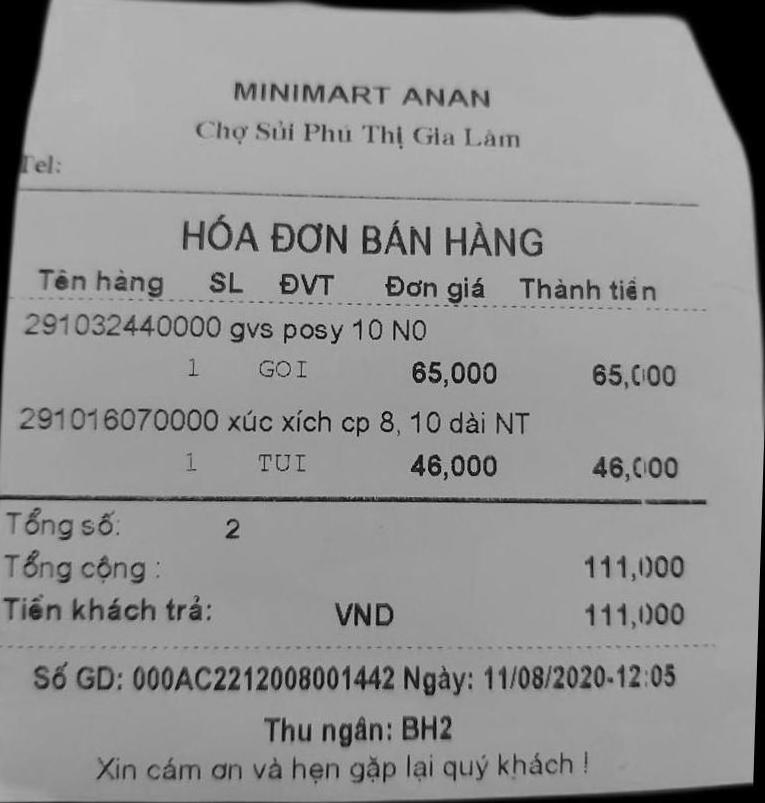 MINIMART ANAN
Chợ Sủi Phú Thị Gia Lâm
Tel:
HÓA ĐƠN BÁN HÀNG
Tên hàng SL ĐVT Đơn giá Thành tiền
291032440000 gvs posy 10 N0
1 GOI 65,000 65,000
291016070000 xúc xích cp 8, 10 dài NT
1 TUI 46,000 46,000
Tổng số: 2
Tổng cộng : 111,000
Tiền khách trả: VND 111,000
Số GD: 000AC2212008001442 Ngày: 11/08/2020-12:05
Thu ngân: BH2
Xin cám ơn và hẹn gặp lại quý khách !